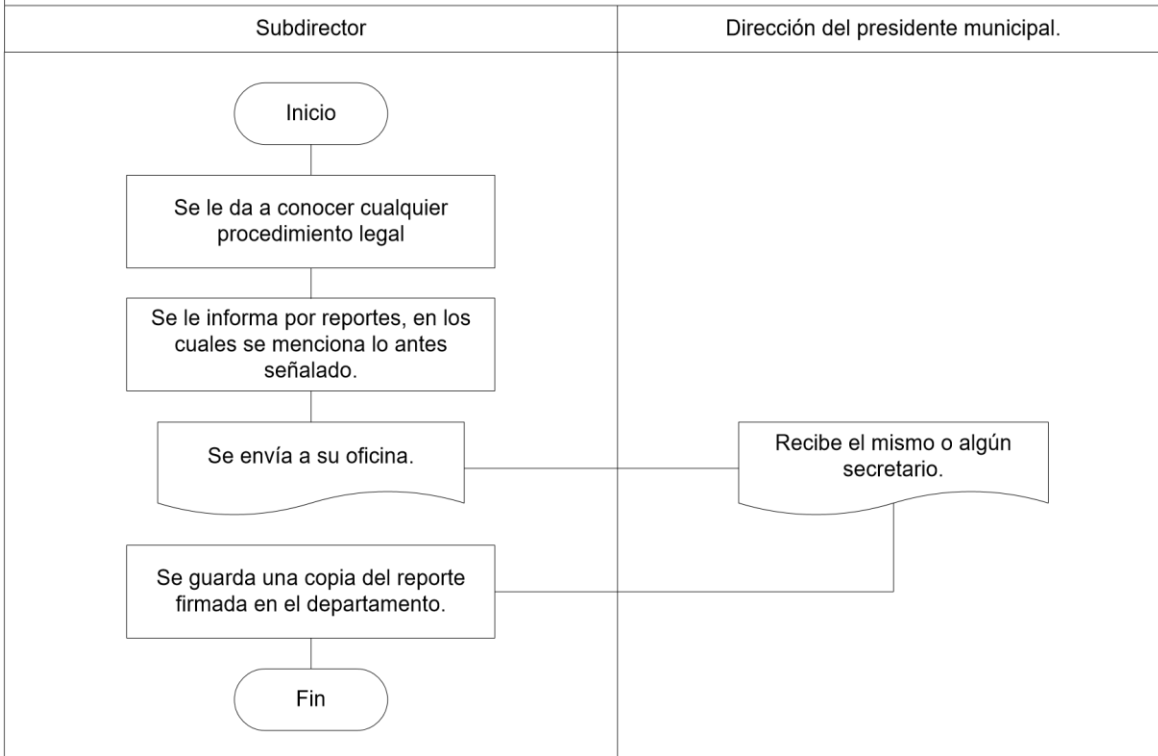 Subdirector
Dirección del presidente municipal.
Inicio
Se le da a conocer cualquier
procedimiento legal
Se le informa por reportes, en los
cuales se menciona lo antes
señalado.
Se envía a su oficina.
Recibe el mismo o algún
secretario.
Se guarda una copia del reporte
firmada en el departamento.
Fin